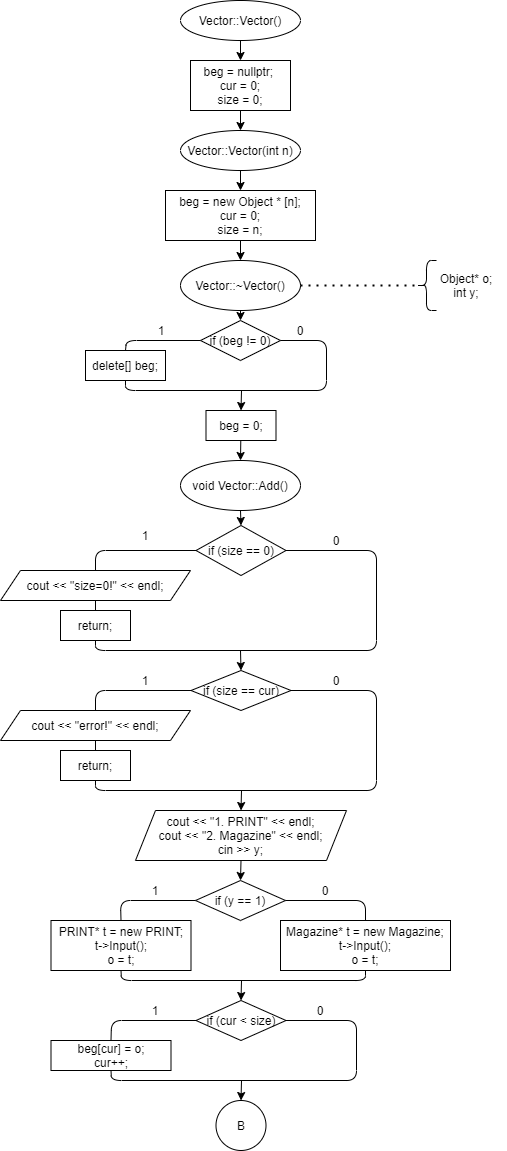 Vector::Vector()
beg = nullptr;
cur = 0;
size = 0;
Vector::Vector(int n)
beg = new Object * [n];
cur = 0;
size = n;
Vector::~Vector()
Object* o;
int y;
1
if (beg != 0)
0
delete[] beg;
beg = 0;
void Vector::Add()
1
if (size == 0)
0
cout << "size=0!" << endl;
return;
1
if (size == cur)
0
cout << "error!" << endl;
return;
cout << "1. PRINT" << endl;
cout << "2. Magazine" << endl;
cin >> y;
1
if (y == 1)
0
PRINT* t = new PRINT;
t->Input();
o = t;
Magazine* t = new Magazine;
t->Input();
o = t;
1
if (cur < size)
0
beg[cur] = o;
cur++;
B